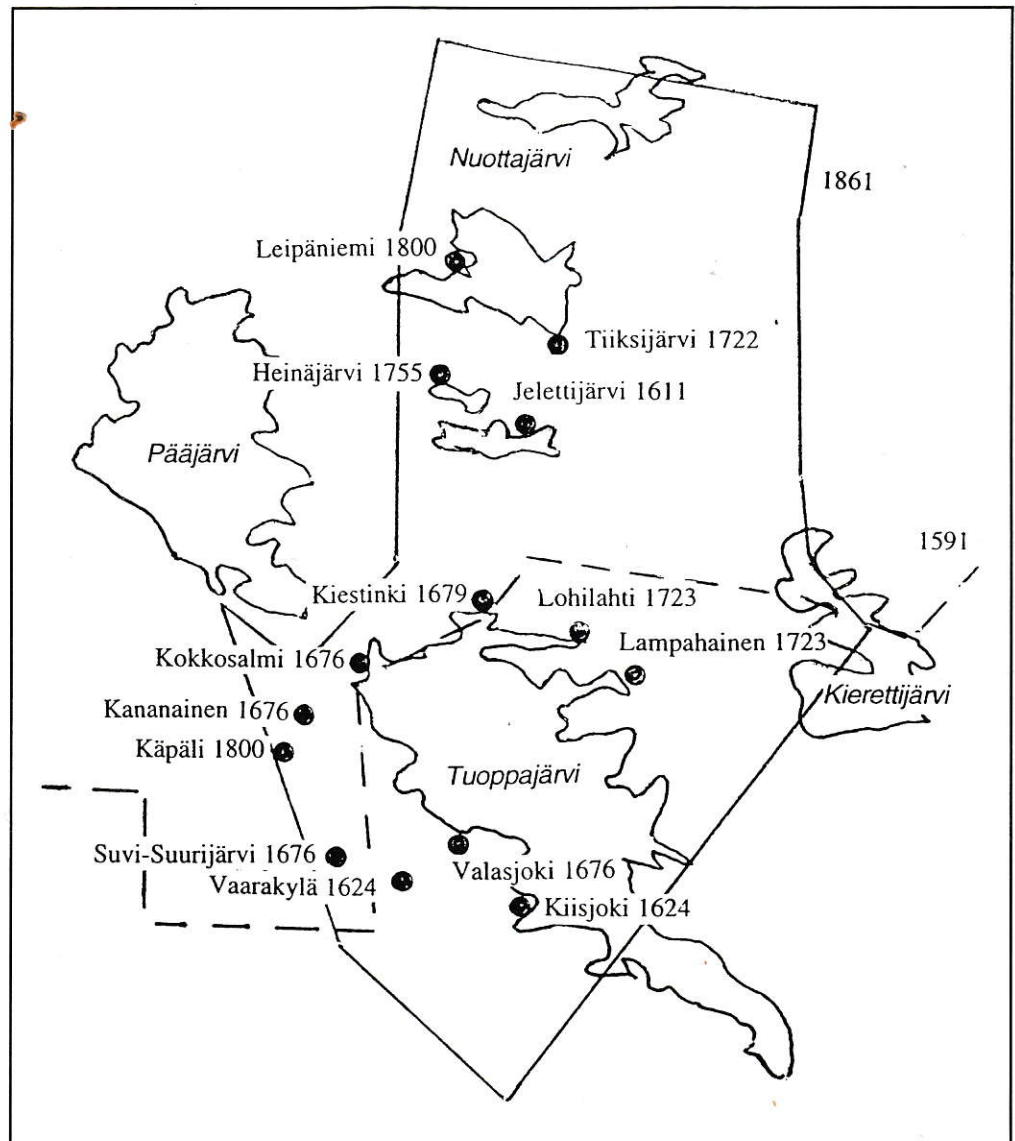 Nuottajärvi
1861
Leipäniemi 1800
Tiiksijärvi 1722
Heinäjärvi 1755
Jelettijärvi 1611
Pääjärvi
1591
Kiestinki 1679
Lohilahti 1723
Lampahainen 1723
Kokkosalmi 1676
Kierettijärvi
Kananainen 1676
Käpäli 1800
Tuoppajärvi
Suvi-Suurijärvi 1676
Valasjoki 1676
Vaarakylä 1624
Kiisjoki 1624